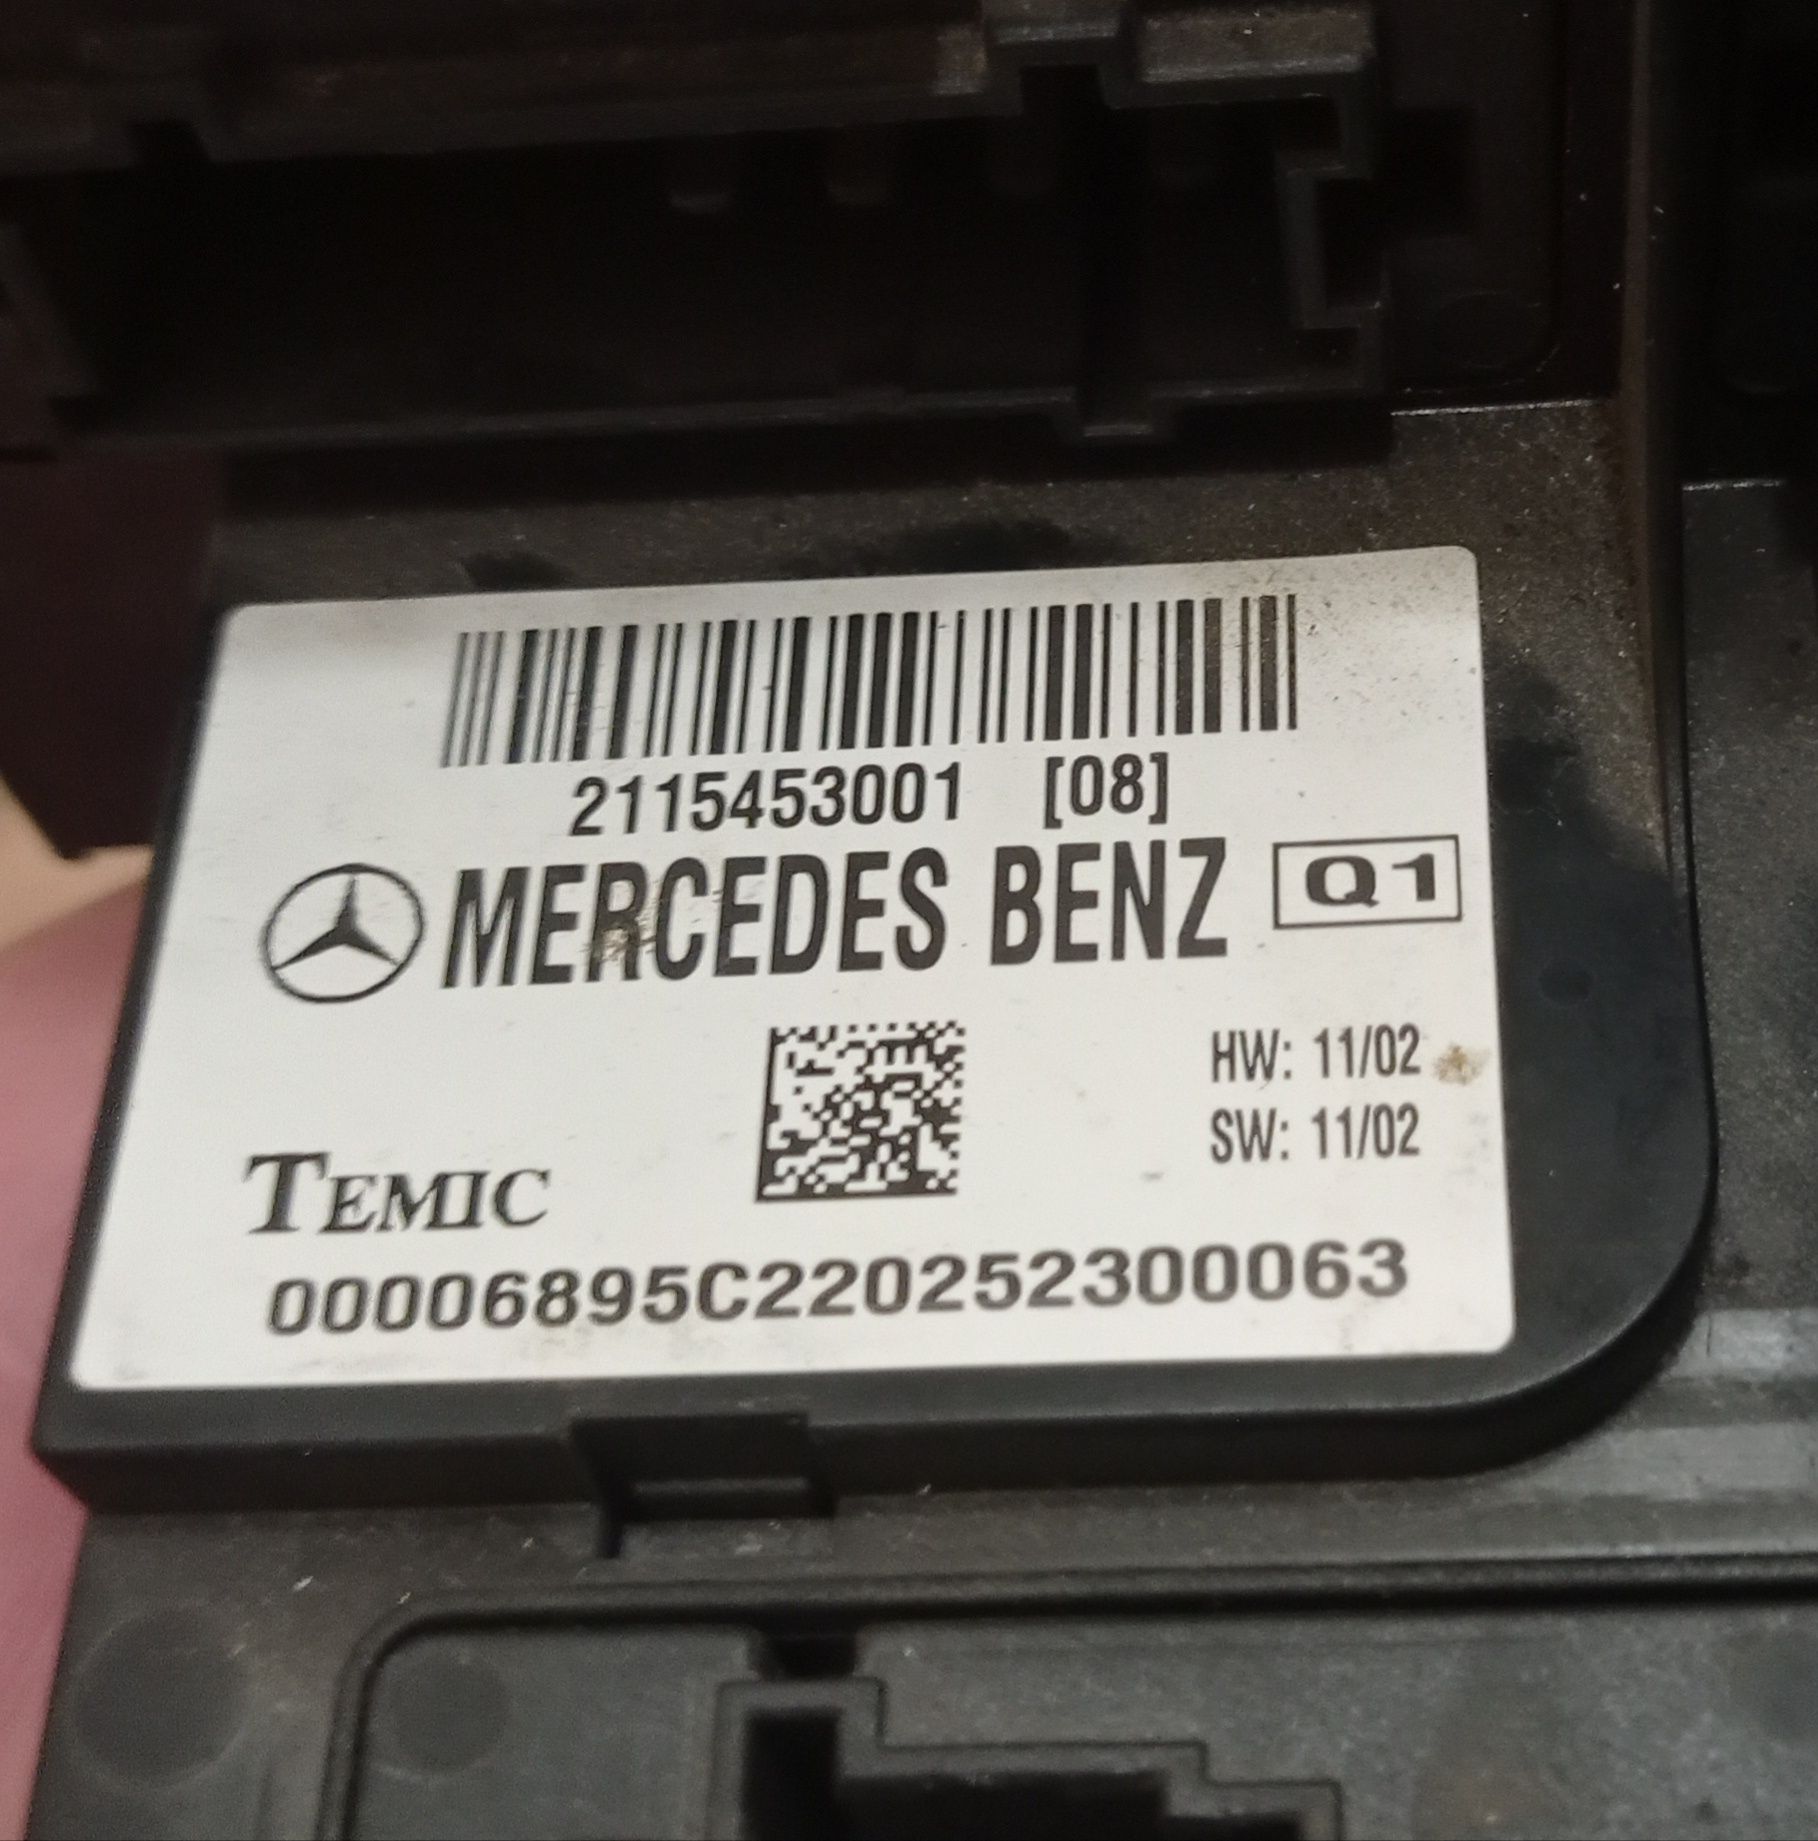 2115453001 [08]
MERCEDES BENZ Q1
HW: 11/02
SW: 11/02
TEMIC
00006895C220252300063